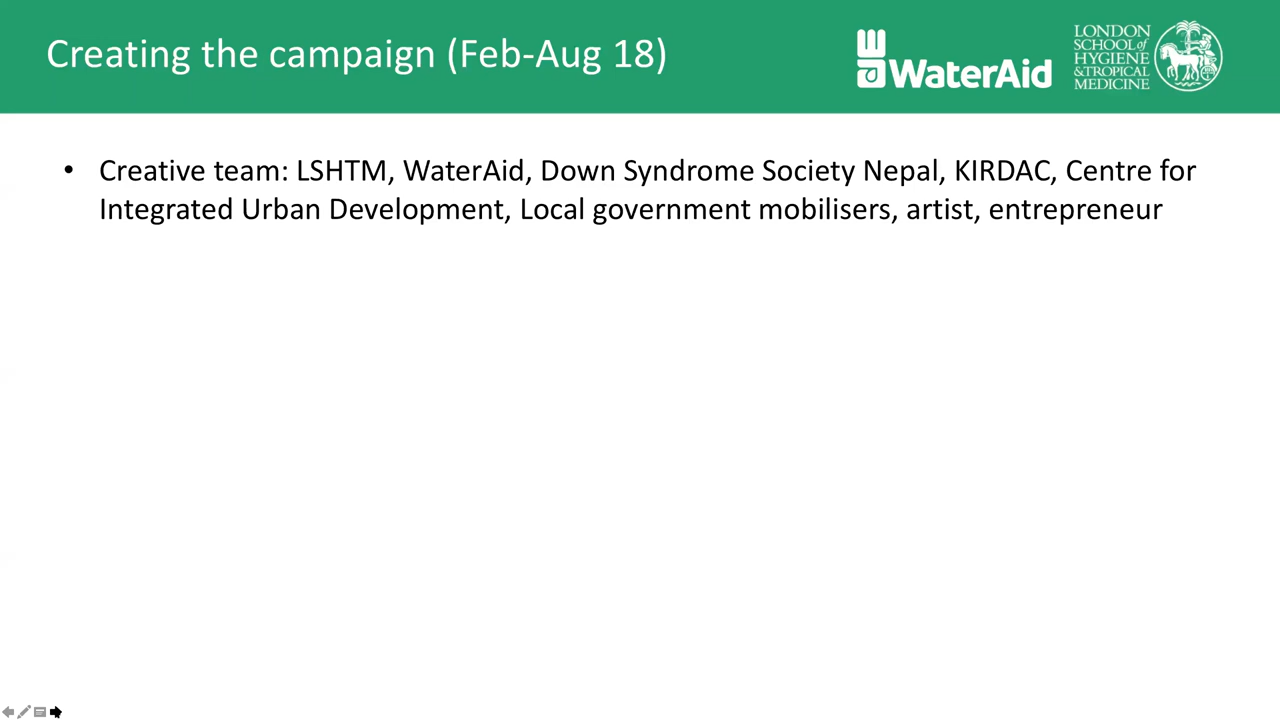 Creating the campaign (Feb-Aug 18)
WaterAid
LONDON
SCHOOL of
HYGIENE
& TROPICAL
MEDICINE
• Creative team: LSHTM, WaterAid, Down Syndrome Society Nepal, KIRDAC, Centre for
Integrated Urban Development, Local government mobilisers, artist, entrepreneur